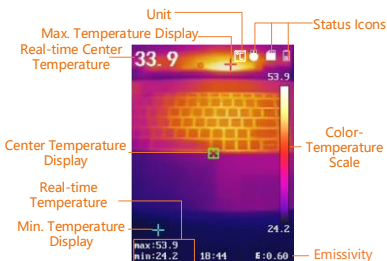 Unit
Max. Temperature Display
Status Icons
Real-time Center
Temperature
33.9
℃
53.9
Center Temperature
Display
Color-
Temperature
Scale
Real-time
Temperature
Min. Temperature
Display
24.2
max:53.9
min:24.2 18:44 E:0.60
Emissivity